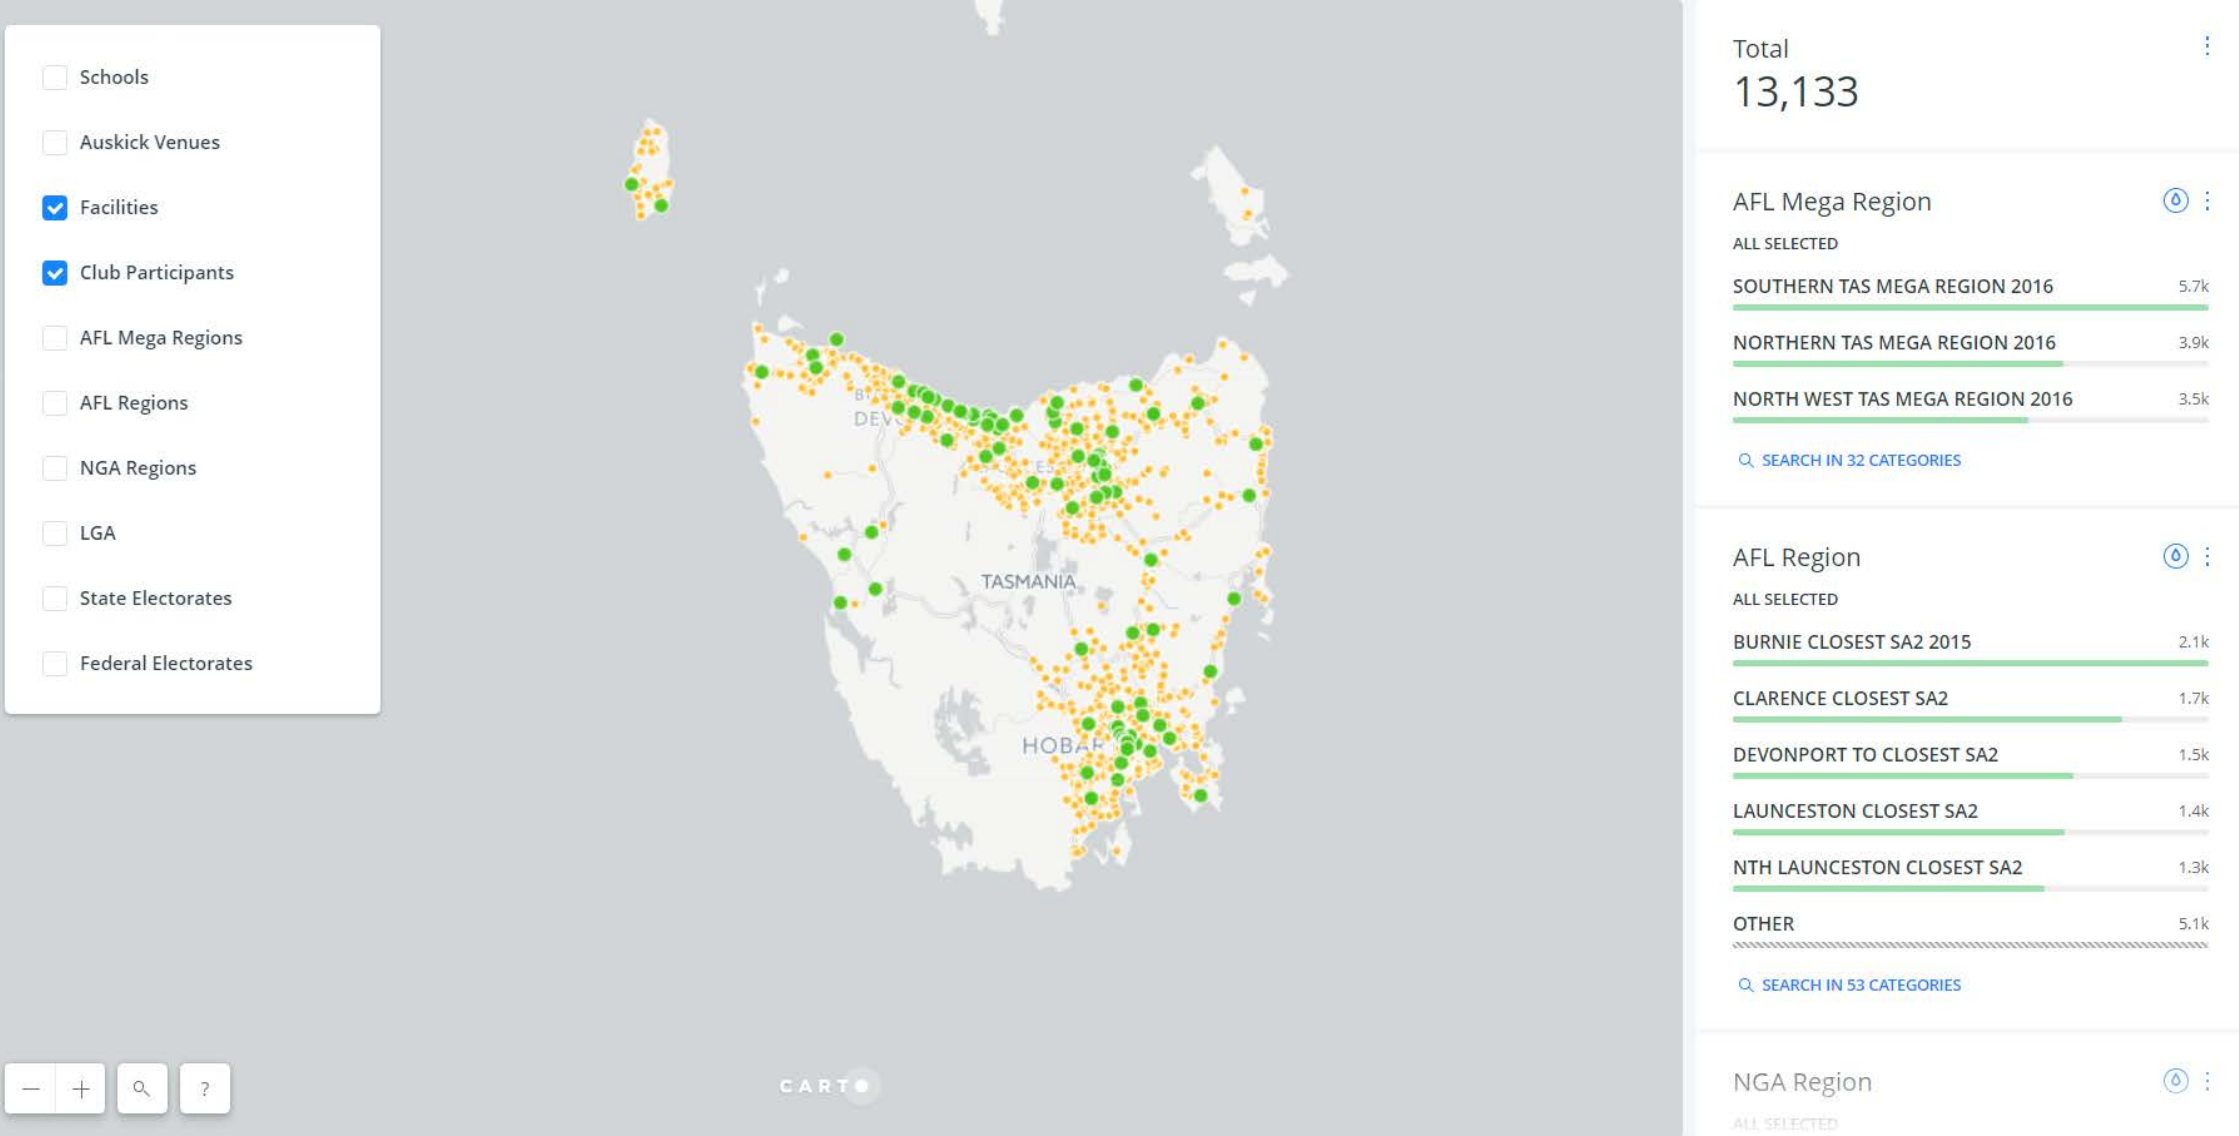 Schools
Auskick Venues
Facilities
Club Participants
AFL Mega Regions
AFL Regions
NGA Regions
LGA
State Electorates
Federal Electorates
TASMANIA
CARTO
?
Total
13,133
AFL Mega Region
ALL SELECTED
SOUTHERN TAS MEGA REGION 2016 5.7k
NORTHERN TAS MEGA REGION 2016 3.9k
NORTH WEST TAS MEGA REGION 2016 3.5k
SEARCH IN 32 CATEGORIES
AFL Region
ALL SELECTED
BURNIE CLOSEST SA2 2015 2.1k
CLARENCE CLOSEST SA2 1.7k
DEVONPORT TO CLOSEST SA2 1.5k
LAUNCESTON CLOSEST SA2 1.4k
NTH LAUNCESTON CLOSEST SA2 1.3k
OTHER 5.1k
SEARCH IN 53 CATEGORIES
NGA Region
ALL SELECTED